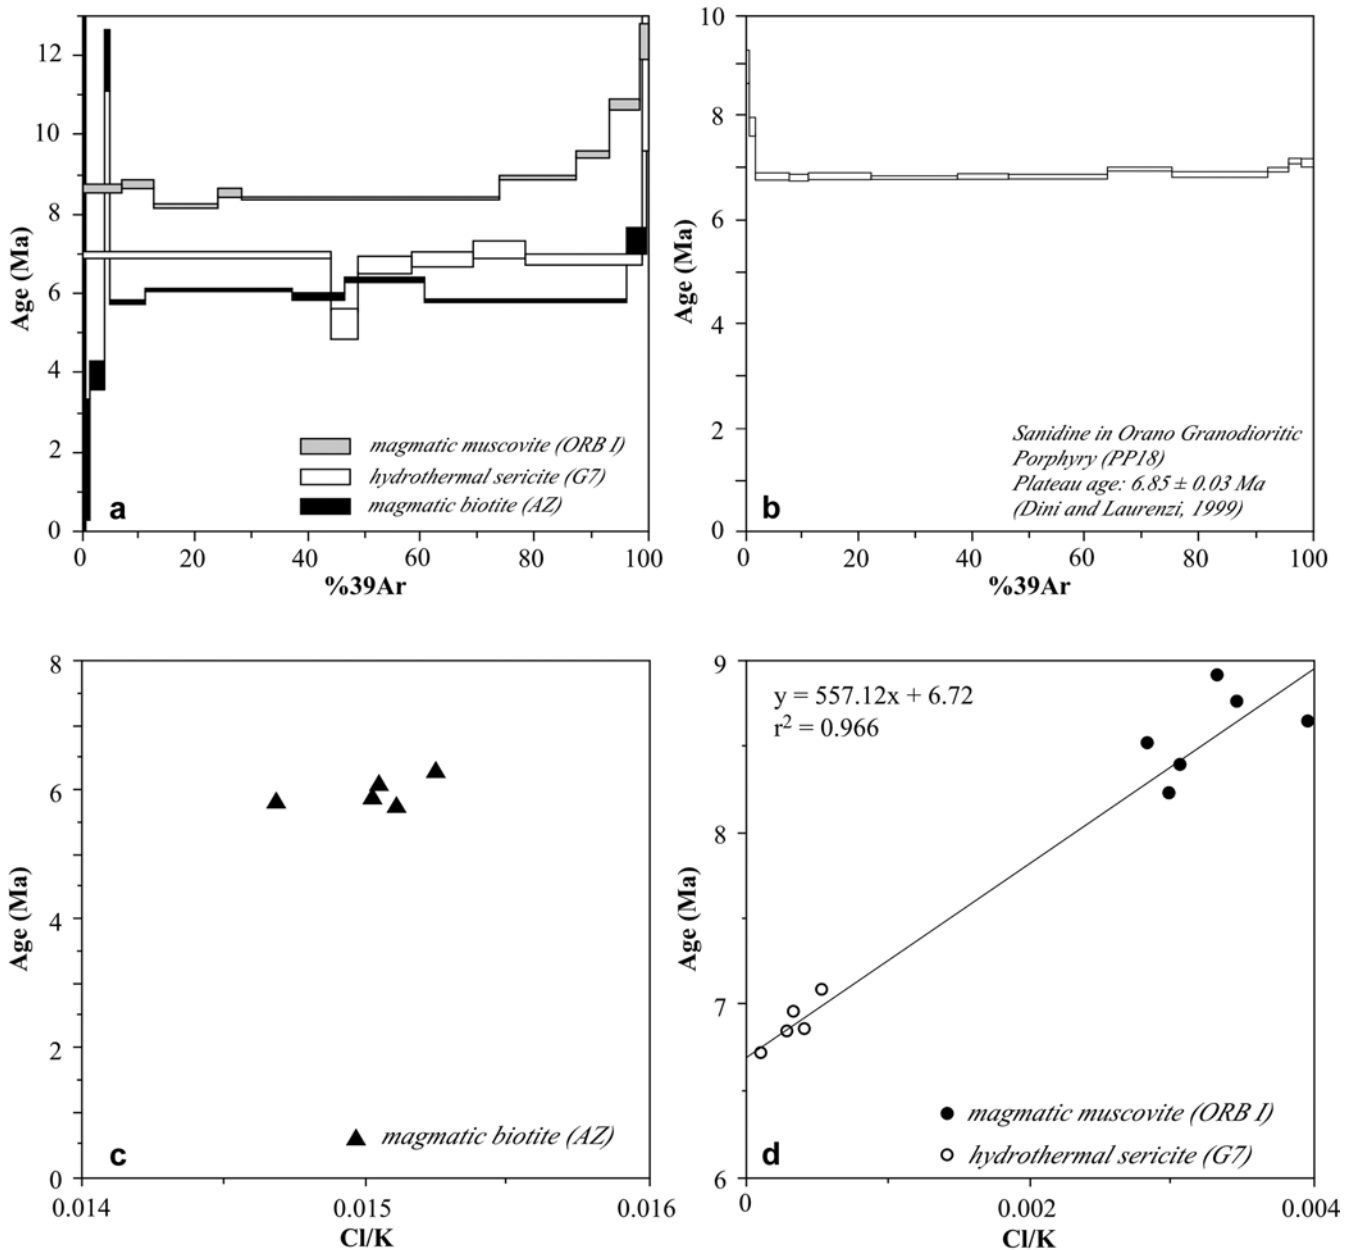 12
10
8
6
4
2
0
Age (Ma)
magmatic muscovite (ORB I)
hydrothermal sericite (G7)
magmatic biotite (AZ)
a
0 20 40 60 80 100
%39Ar
10
8
6
4
2
0
Age (Ma)
Sanidine in Orano Granodioritic
Porphyry (PP18)
Plateau age: 6.85 ± 0.03 Ma
(Dini and Laurenzi, 1999)
b
0 20 40 60 80 100
%39Ar
8
6
4
2
0
Age (Ma)
magmatic biotite (AZ)
c
0.014 0.015 0.016
Cl/K
9
8
7
6
Age (Ma)
y = 557.12x + 6.72
r² = 0.966
magmatic muscovite (ORB I)
hydrothermal sericite (G7)
d
0 0.002 0.004
Cl/K